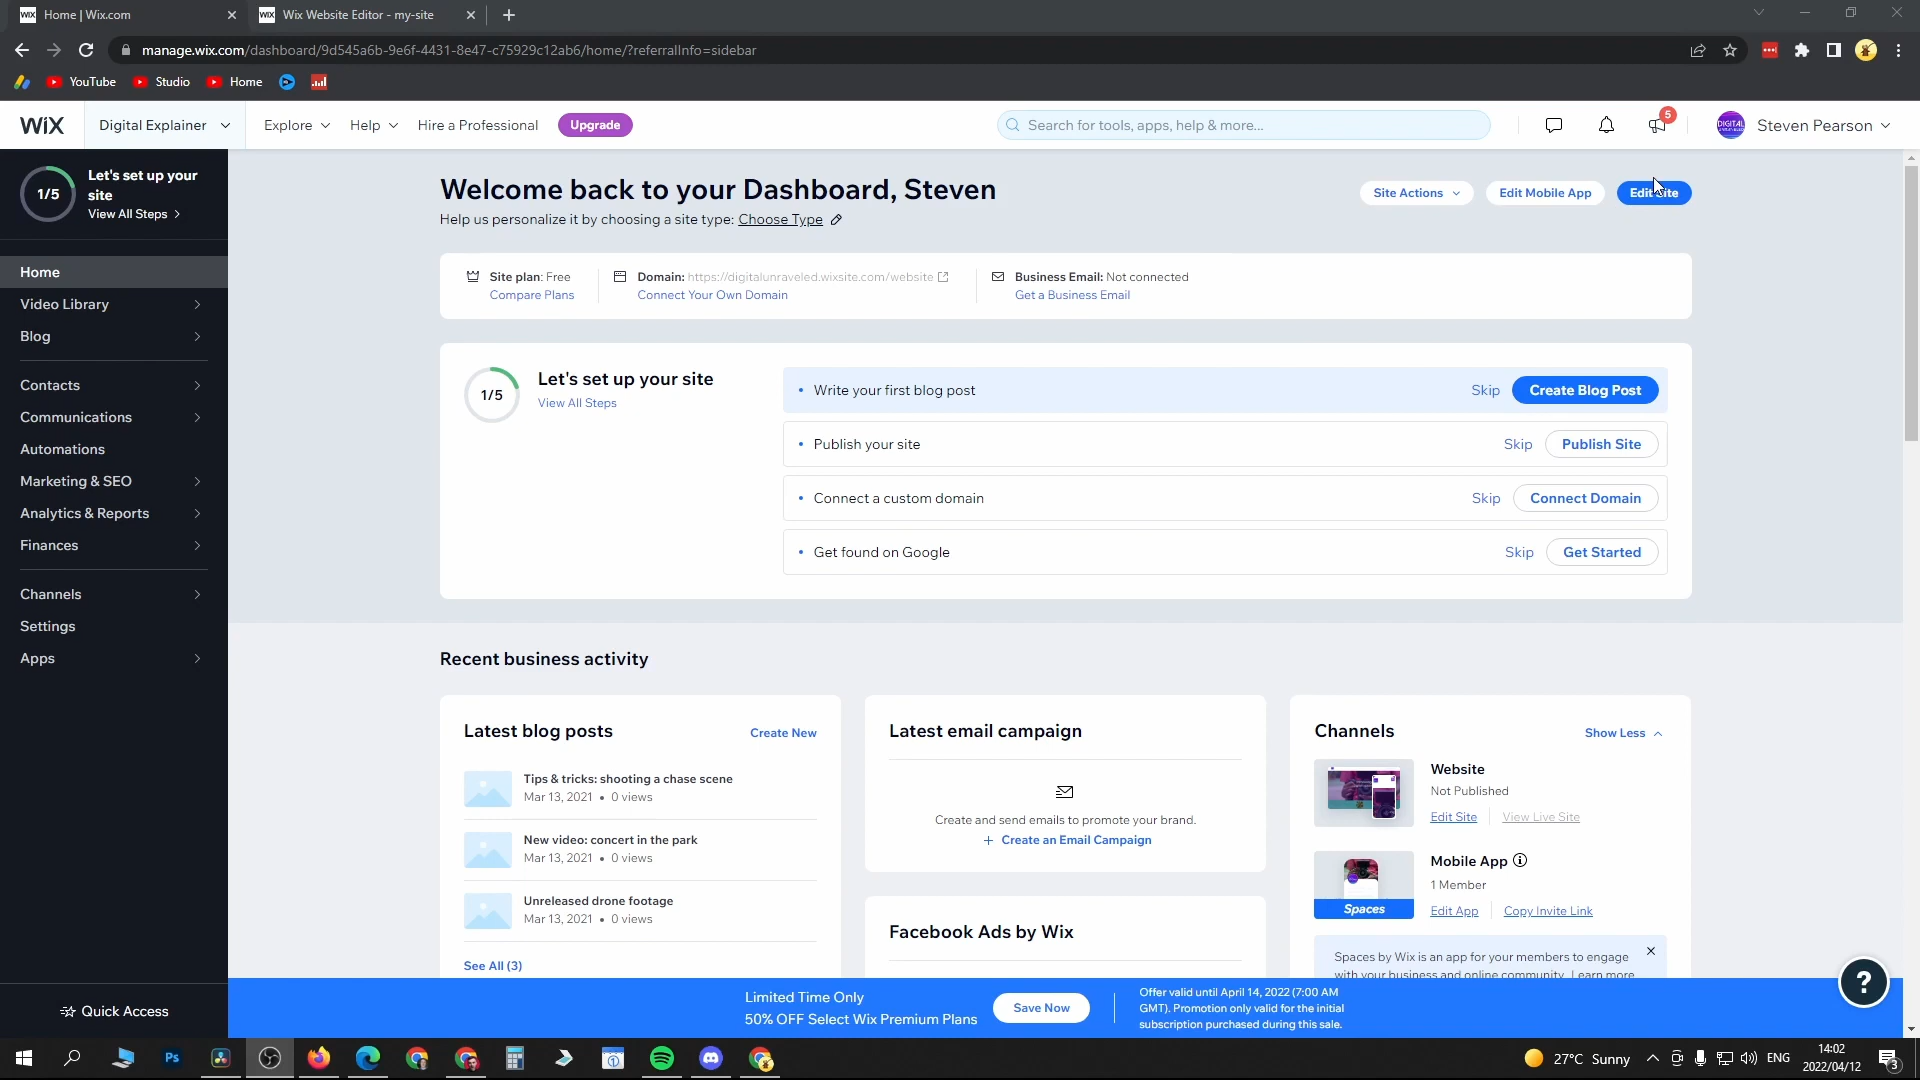 WiX Home | Wix.com
WiX Wix Website Editor - my-site
manage.wix.com/dashboard/9d545a6b-9e6f-4431-8e47-c75929c12ab6/home/?referralInfo=sidebar
YouTube
Studio
Home
WiX
Digital Explainer
Explore
Help
Hire a Professional
Upgrade
Search for tools, apps, help & more...
5
DIGITAL
Steven Pearson
1/5
Let's set up your
site
View All Steps
Home
Video Library
Blog
Contacts
Communications
Automations
Marketing & SEO
Analytics & Reports
Finances
Channels
Settings
Apps
Quick Access
Welcome back to your Dashboard, Steven
Help us personalize it by choosing a site type: Choose Type
Site Actions
Edit Mobile App
Edit Site
Site plan: Free
Compare Plans
Domain: https://digitalunraveled.wixsite.com/website
Connect Your Own Domain
Business Email: Not connected
Get a Business Email
1/5
Let's set up your site
View All Steps
• Write your first blog post Skip Create Blog Post
• Publish your site Skip Publish Site
• Connect a custom domain Skip Connect Domain
• Get found on Google Skip Get Started
Recent business activity
Latest blog posts
Create New
Tips & tricks: shooting a chase scene
Mar 13, 2021 • 0 views
New video: concert in the park
Mar 13, 2021 • 0 views
Unreleased drone footage
Mar 13, 2021 • 0 views
See All (3)
Latest email campaign
Create and send emails to promote your brand.
+ Create an Email Campaign
Facebook Ads by Wix
Channels
Show Less
Website
Not Published
Edit Site
View Live Site
Spaces
Mobile App
1 Member
Edit App
Copy Invite Link
Spaces by Wix is an app for your members to engage
with your business and online community. Learn more
?
Limited Time Only
50% OFF Select Wix Premium Plans
Save Now
Offer valid until April 14, 2022 (7:00 AM
GMT). Promotion only valid for the initial
subscription purchased during this sale.
Ps
27°C Sunny
ENG
14:02
2022/04/12
3